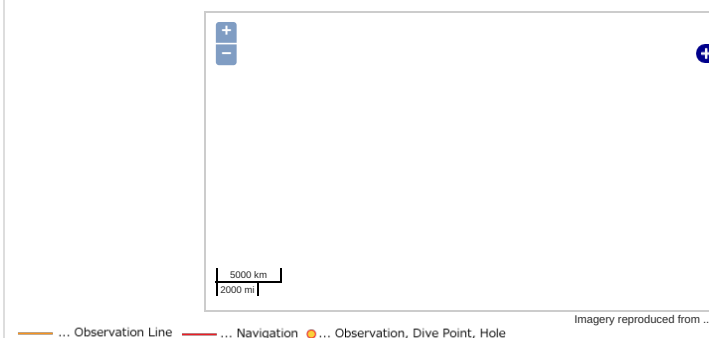 +
−
+
5000 km
2000 mi
Imagery reproduced from ..
... Observation Line ... Navigation ... Observation, Dive Point, Hole